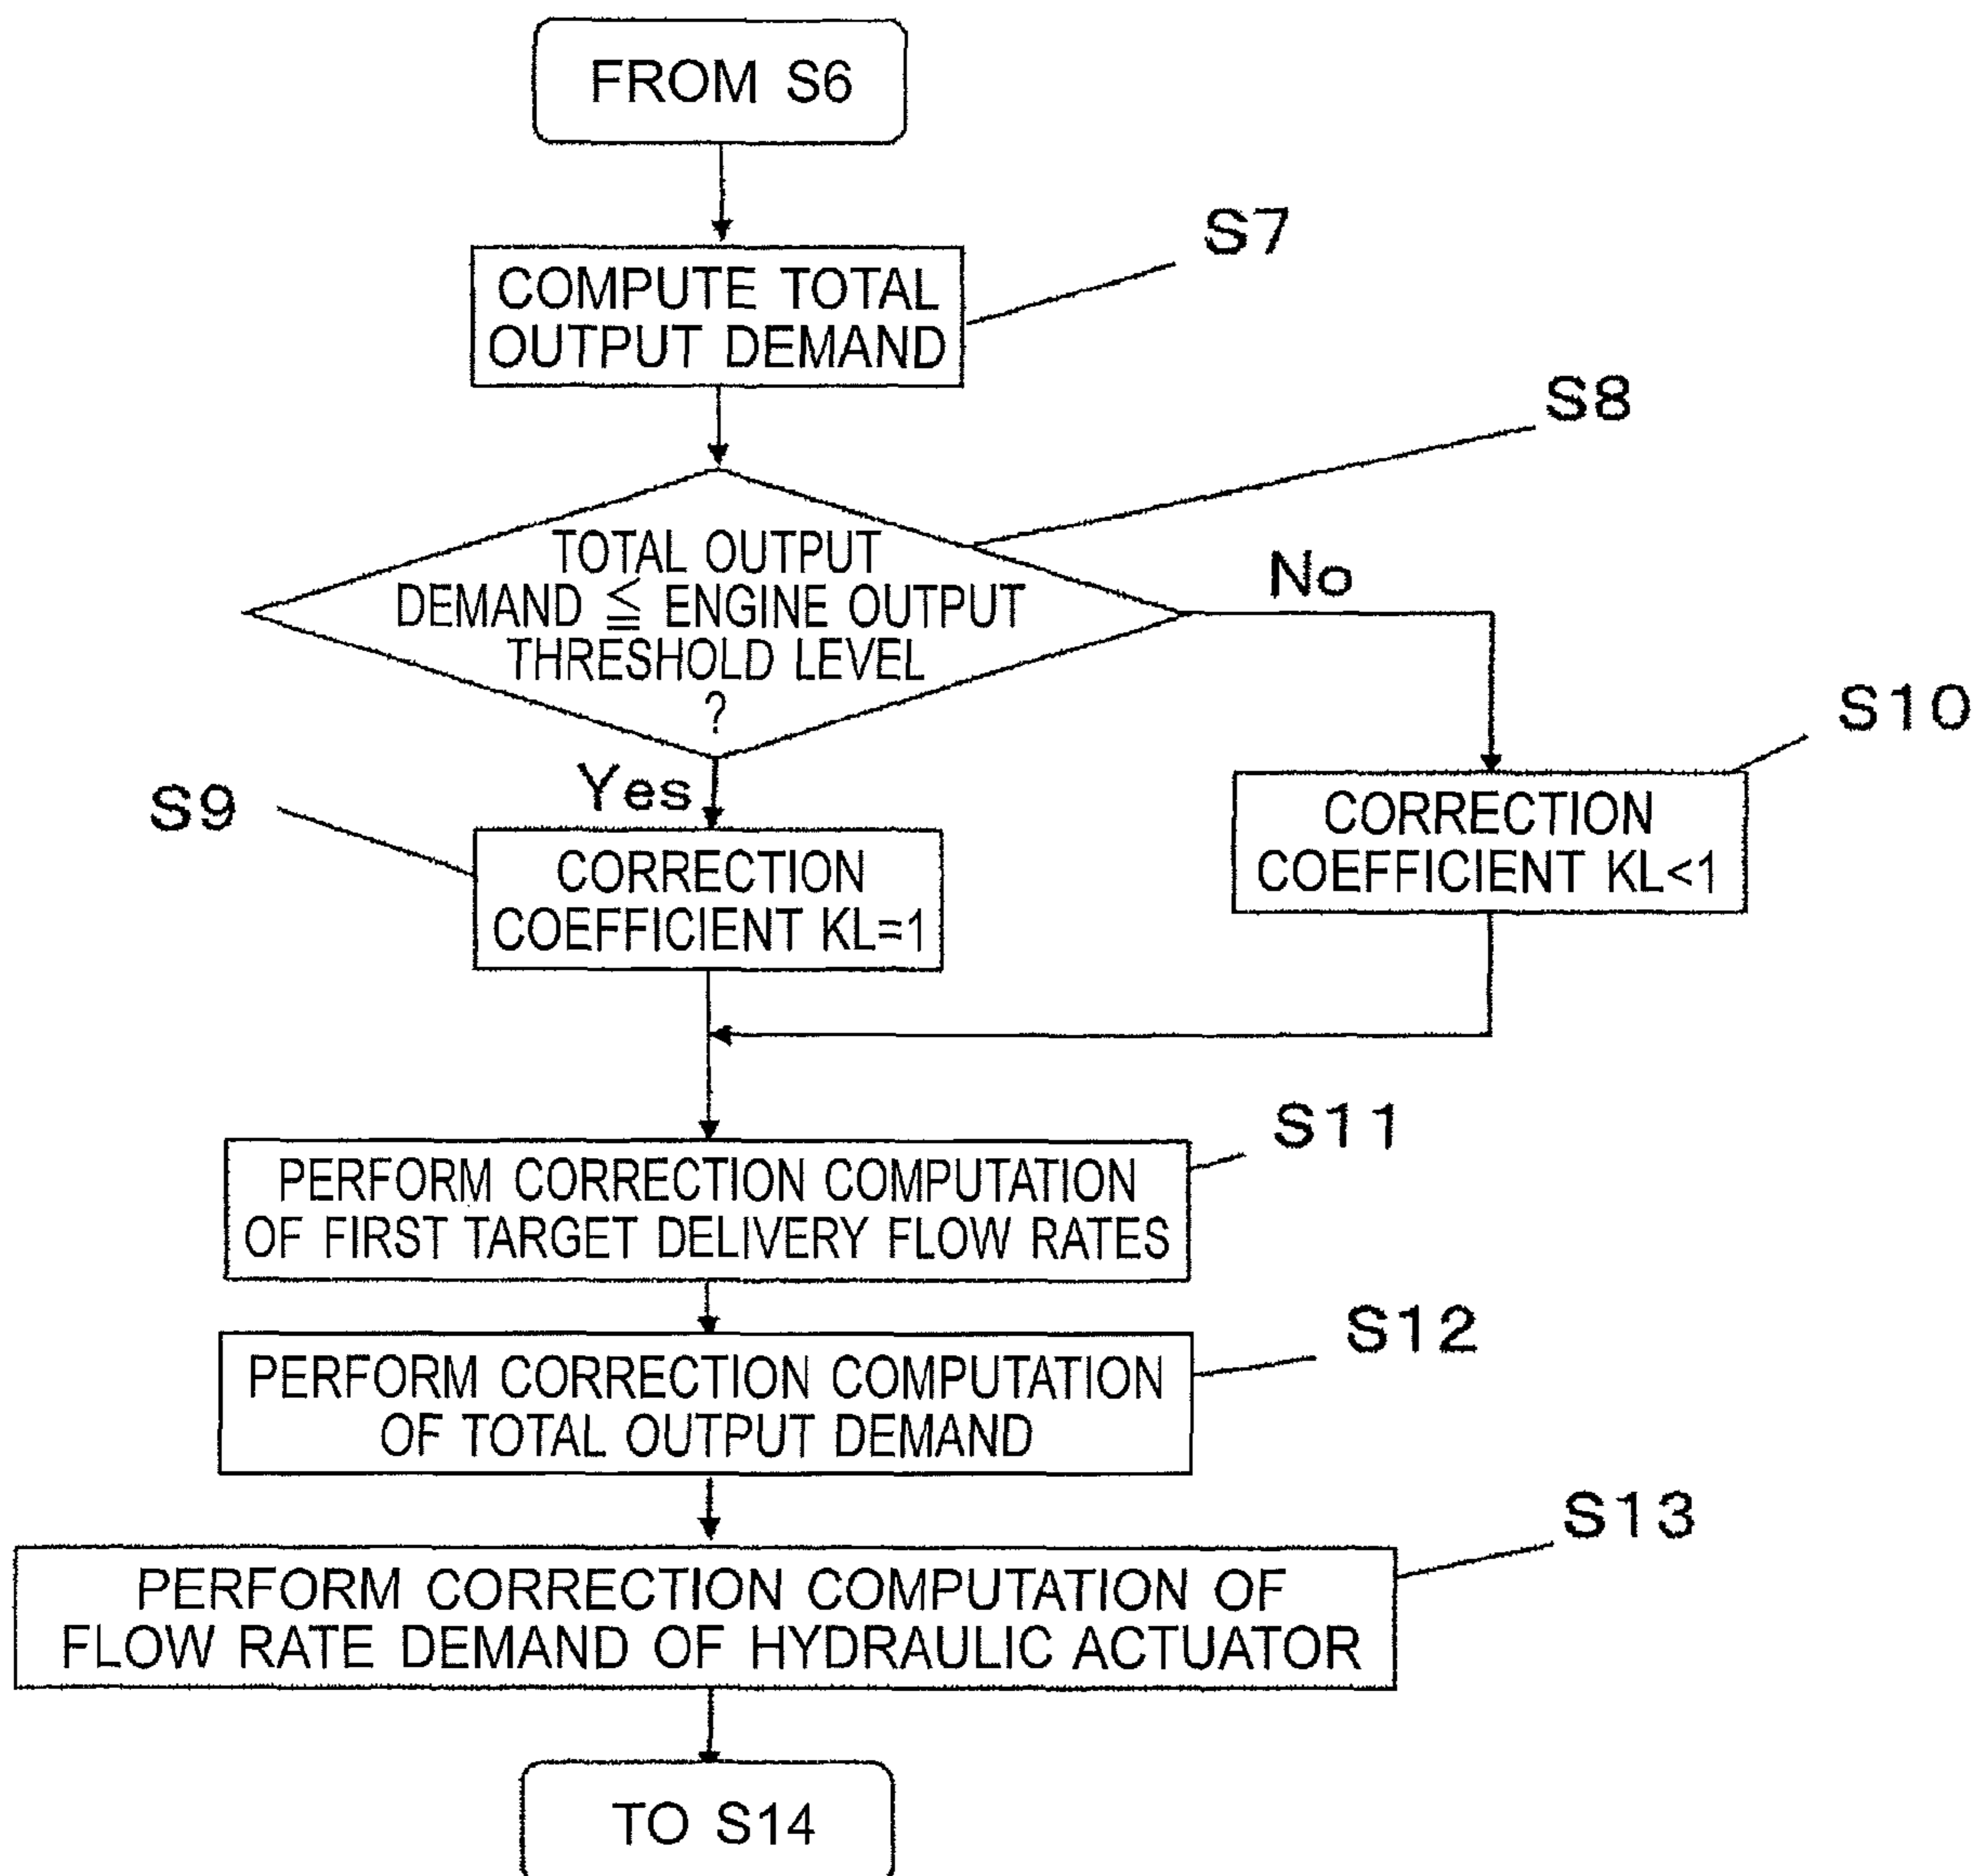 FROM S6
S7
COMPUTE TOTAL
OUTPUT DEMAND
S8
TOTAL OUTPUT
DEMAND ≦ ENGINE OUTPUT
THRESHOLD LEVEL
?
No
Yes
S9
CORRECTION
COEFFICIENT KL=1
S10
CORRECTION
COEFFICIENT KL<1
S11
PERFORM CORRECTION COMPUTATION
OF FIRST TARGET DELIVERY FLOW RATES
S12
PERFORM CORRECTION COMPUTATION
OF TOTAL OUTPUT DEMAND
S13
PERFORM CORRECTION COMPUTATION OF
FLOW RATE DEMAND OF HYDRAULIC ACTUATOR
TO S14